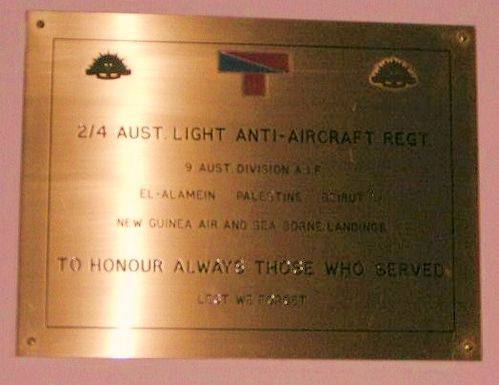 2/4 AUST. LIGHT ANTI-AIRCRAFT REGT.
9 AUST. DIVISION A.I.F.
EL-ALAMEIN PALESTINE BEIRUT
NEW GUINEA AIR AND SEA BORNE LANDINGS
TO HONOUR ALWAYS THOSE WHO SERVED
LEST WE FORGET